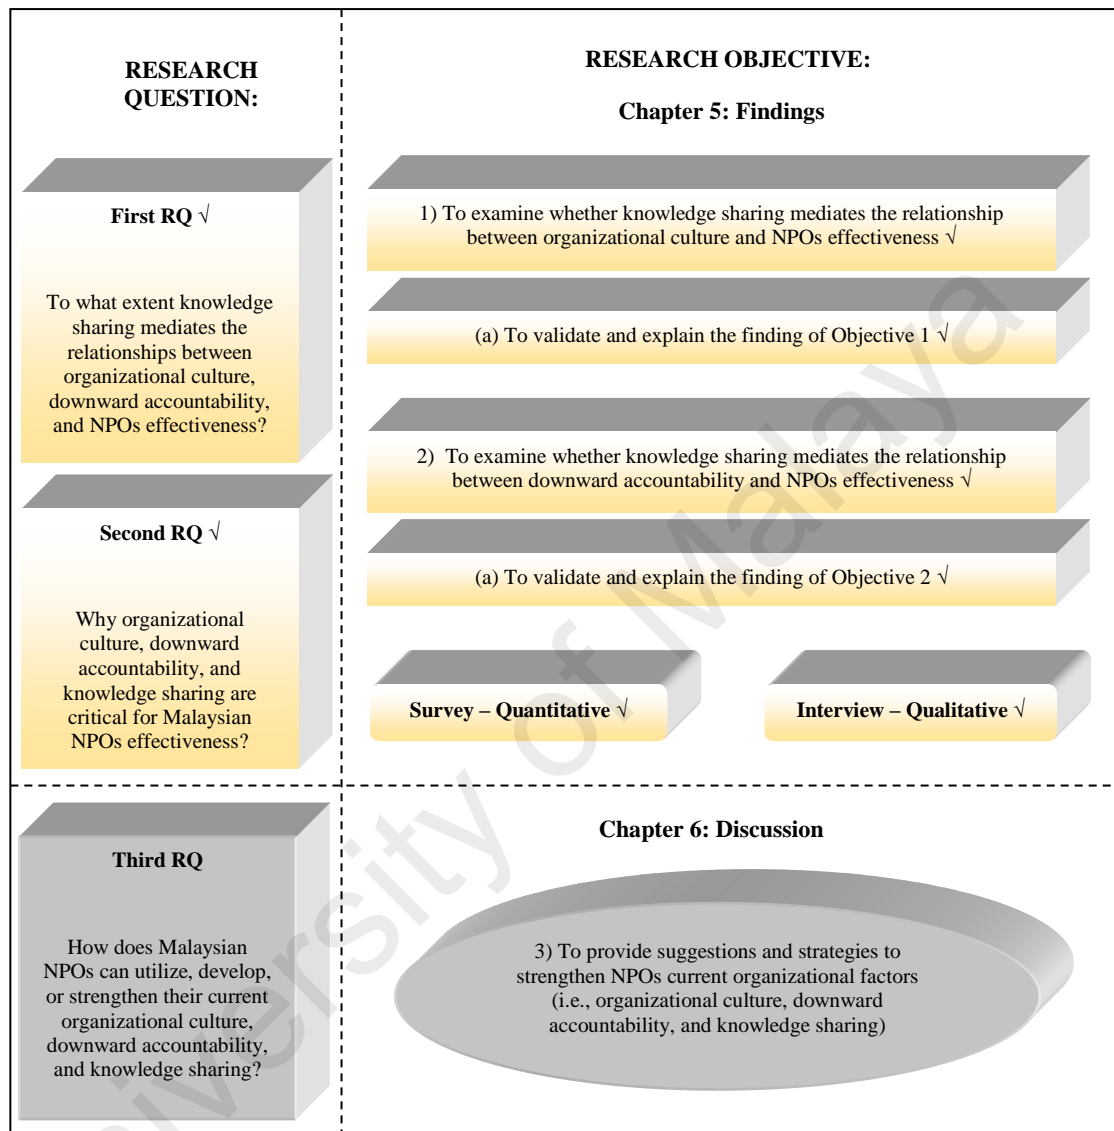 RESEARCH
QUESTION:
RESEARCH OBJECTIVE:
Chapter 5: Findings
First RQ √
To what extent knowledge
sharing mediates the
relationships between
organizational culture,
downward accountability,
and NPOs effectiveness?
Second RQ √
Why organizational
culture, downward
accountability, and
knowledge sharing are
critical for Malaysian
NPOs effectiveness?
1) To examine whether knowledge sharing mediates the relationship
between organizational culture and NPOs effectiveness √
(a) To validate and explain the finding of Objective 1 √
2) To examine whether knowledge sharing mediates the relationship
between downward accountability and NPOs effectiveness √
(a) To validate and explain the finding of Objective 2 √
Survey – Quantitative √
Interview – Qualitative √
Third RQ
How does Malaysian
NPOs can utilize, develop,
or strengthen their current
organizational culture,
downward accountability,
and knowledge sharing?
Chapter 6: Discussion
3) To provide suggestions and strategies to
strengthen NPOs current organizational factors
(i.e., organizational culture, downward
accountability, and knowledge sharing)
versity of Malaya